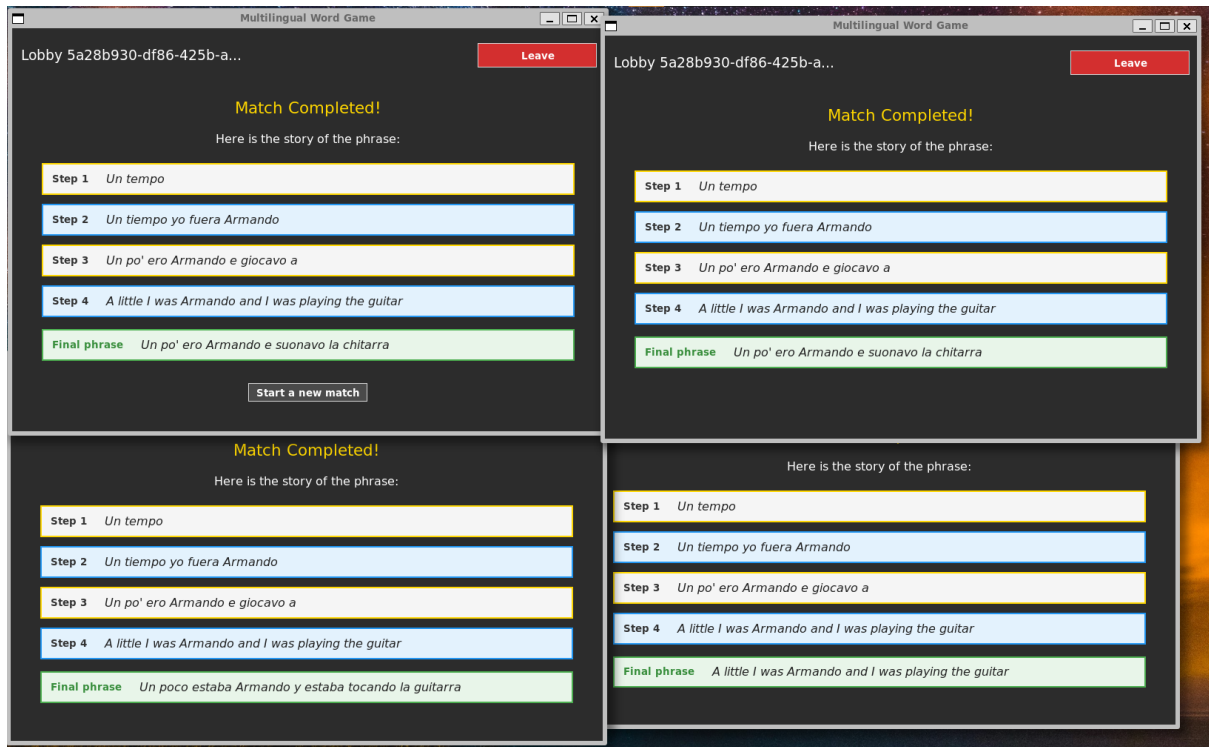 Multilingual Word Game
Lobby 5a28b930-df86-425b-a...
Leave
Match Completed!
Here is the story of the phrase:
Step 1 Un tempo
Step 2 Un tiempo yo fuera Armando
Step 3 Un po' ero Armando e giocavo a
Step 4 A little I was Armando and I was playing the guitar
Final phrase Un po' ero Armando e suonavo la chitarra
Start a new match
Multilingual Word Game
Lobby 5a28b930-df86-425b-a...
Leave
Match Completed!
Here is the story of the phrase:
Step 1 Un tempo
Step 2 Un tiempo yo fuera Armando
Step 3 Un po' ero Armando e giocavo a
Step 4 A little I was Armando and I was playing the guitar
Final phrase Un po' ero Armando e suonavo la chitarra
Match Completed!
Here is the story of the phrase:
Step 1 Un tempo
Step 2 Un tiempo yo fuera Armando
Step 3 Un po' ero Armando e giocavo a
Step 4 A little I was Armando and I was playing the guitar
Final phrase Un poco estaba Armando y estaba tocando la guitarra
Here is the story of the phrase:
Step 1 Un tempo
Step 2 Un tiempo yo fuera Armando
Step 3 Un po' ero Armando e giocavo a
Step 4 A little I was Armando and I was playing the guitar
Final phrase A little I was Armando and I was playing the guitar